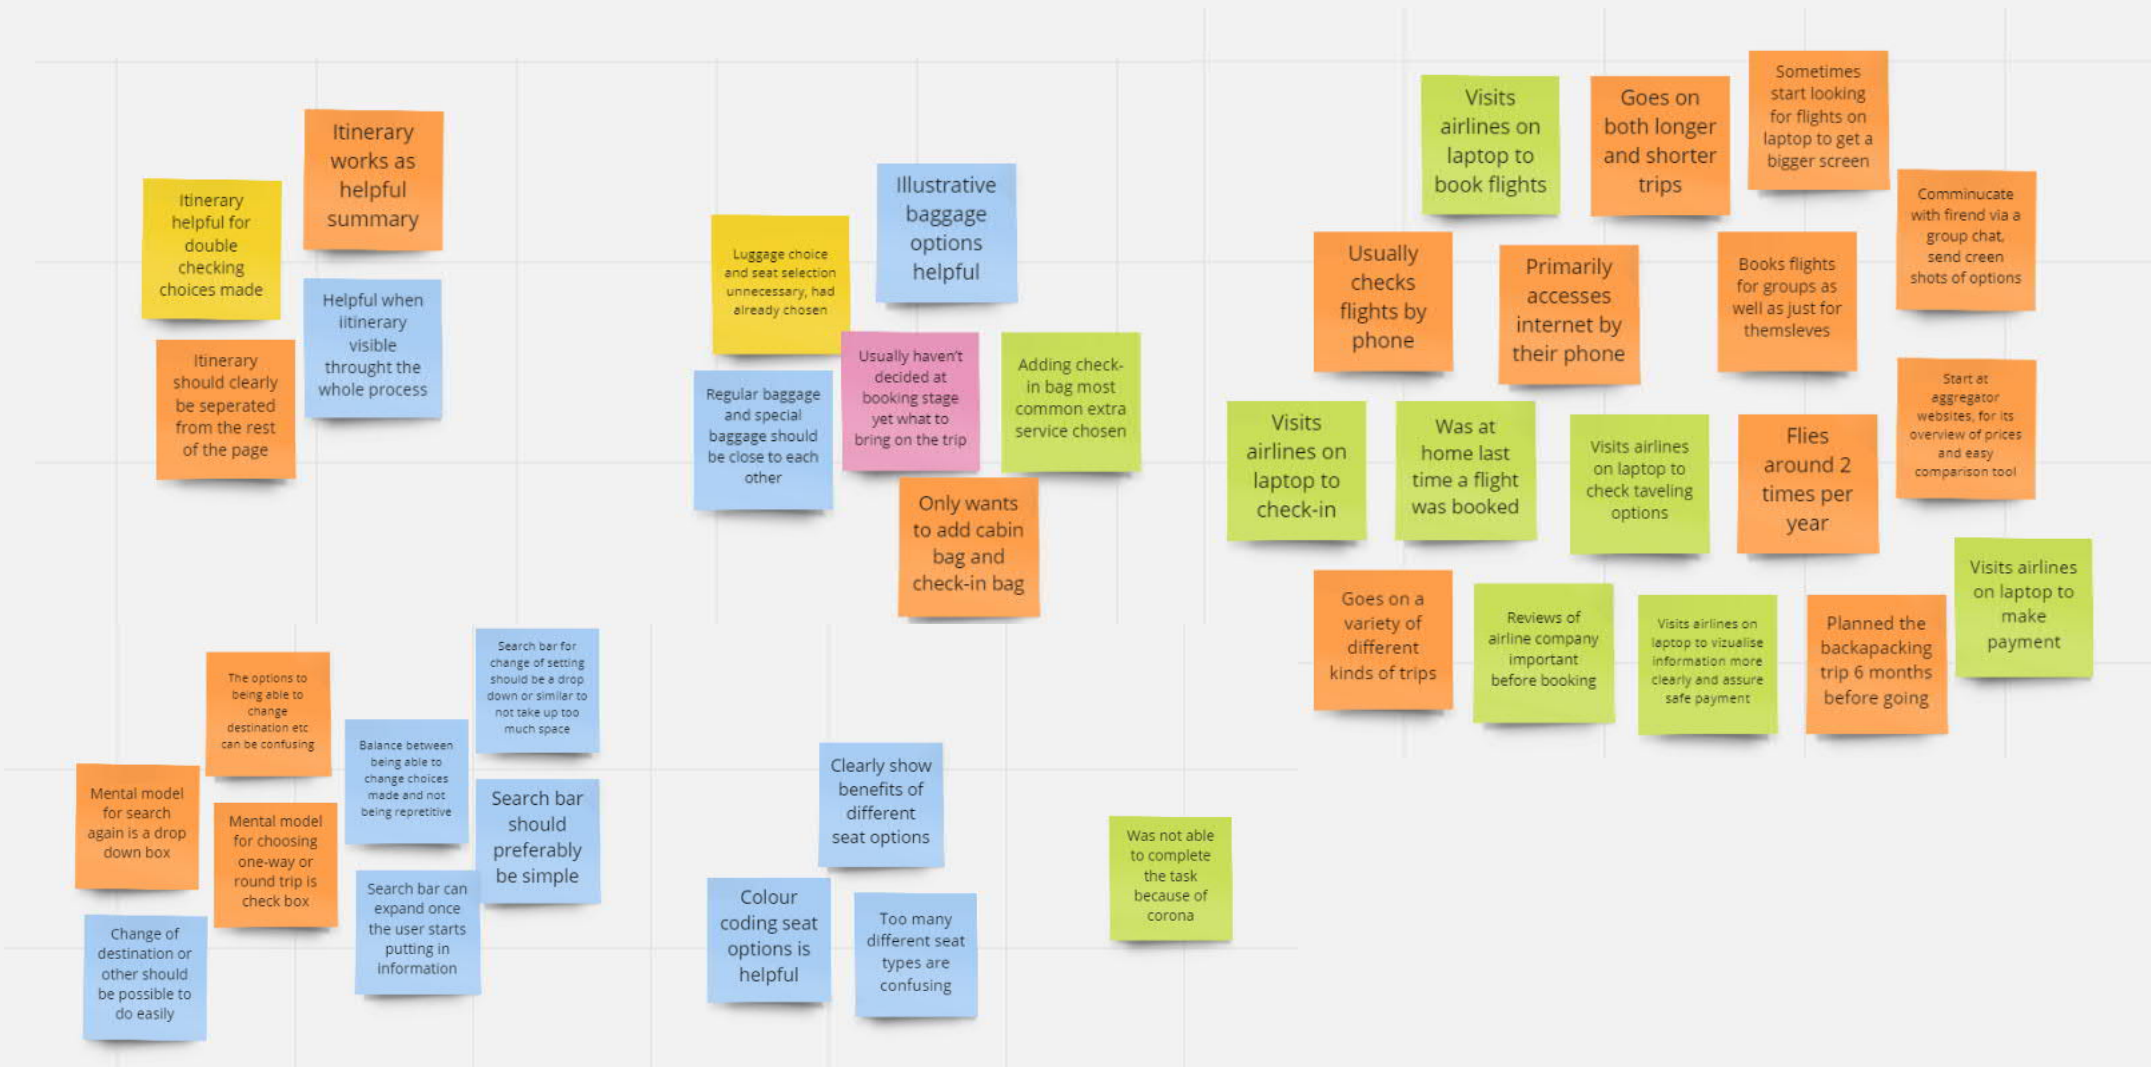 Itinerary
works as
helpful
summary
Itinerary
helpful for
double
checking
choices made
Helpful when
iitinerary
visible
throught the
whole process
Itinerary
should clearly
be seperated
from the rest
of the page
Illustrative
baggage
options
helpful
Luggage choice
and seat selection
unnecessary, had
already chosen
Usually haven't
decided at
booking stage
yet what to
bring on the trip
Adding check-
in bag most
common extra
service chosen
Regular baggage
and special
baggage should
be close to each
other
Only wants
to add cabin
bag and
check-in bag
Visits
airlines on
laptop to
book flights
Goes on
both longer
and shorter
trips
Sometimes
start looking
for flights on
laptop to get a
bigger screen
Comminucate
with firend via a
group chat,
send creen
shots of options
Usually
checks
flights by
phone
Primarily
accesses
internet by
their phone
Books flights
for groups as
well as just for
themsleves
Start at
aggregator
websites, for its
overview of prices
and easy
comparison tool
Visits
airlines on
laptop to
check-in
Was at
home last
time a flight
was booked
Visits airlines
on laptop to
check taveling
options
Flies
around 2
times per
year
Visits airlines
on laptop to
make
payment
Goes on a
variety of
different
kinds of trips
Reviews of
airline company
important
before booking
Visits airlines on
laptop to vizualise
information more
clearly and assure
safe payment
Planned the
backapacking
trip 6 months
before going
Search bar for
change of setting
should be a drop
down or similar to
not take up too
much space
The options to
being able to
change
destination etc
can be confusing
Balance between
being able to
change choices
made and not
being repretitive
Mental model
for search
again is a drop
down box
Mental model
for choosing
one-way or
round trip is
check box
Search bar
should
preferably
be simple
Search bar can
expand once
the user starts
putting in
information
Change of
destination or
other should
be possible to
do easily
Clearly show
benefits of
different
seat options
Colour
coding seat
options is
helpful
Too many
different seat
types are
confusing
Was not able
to complete
the task
because of
corona